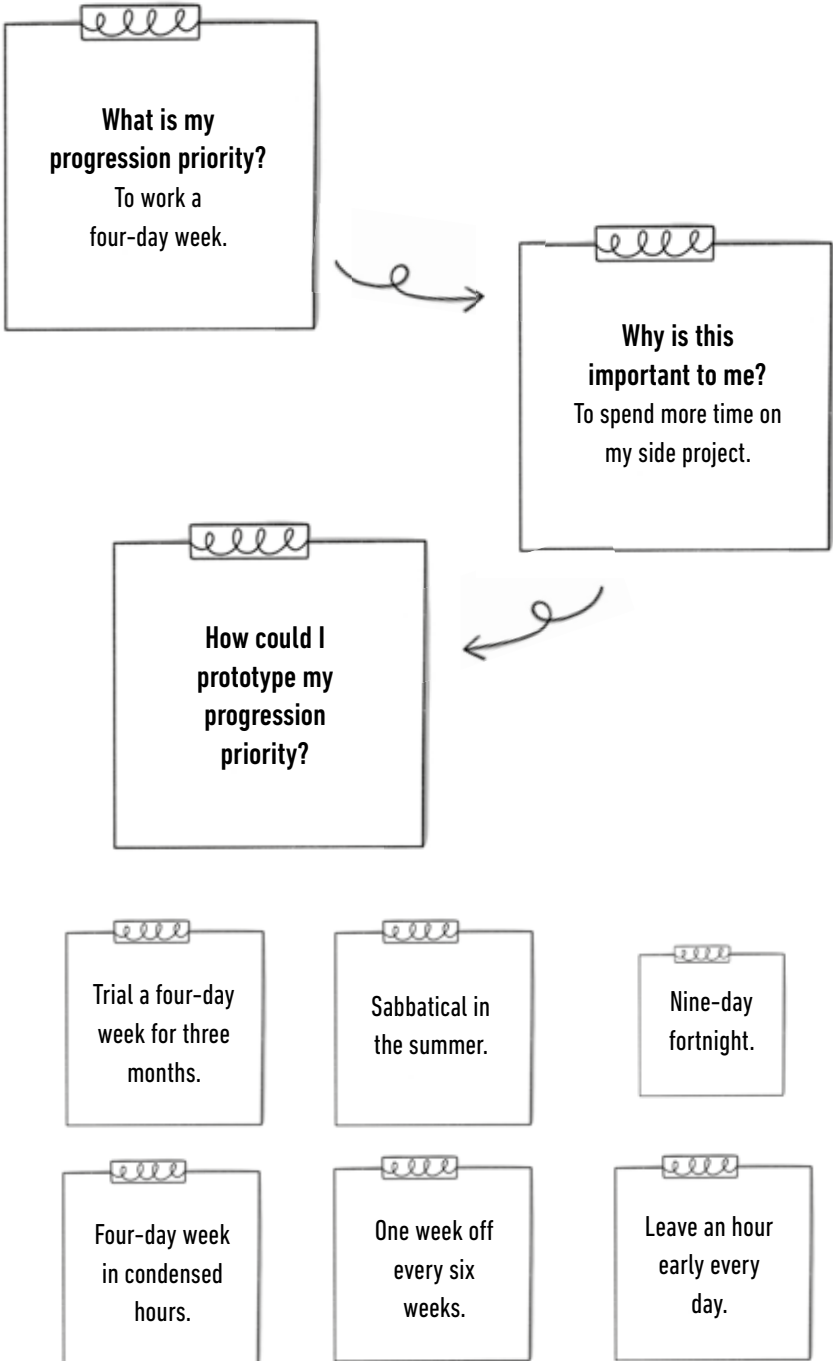 What is my
progression priority?
To work a
four-day week.
Why is this
important to me?
To spend more time on
my side project.
How could I
prototype my
progression
priority?
Trial a four-day
week for three
months.
Sabbatical in
the summer.
Nine-day
fortnight.
Four-day week
in condensed
hours.
One week off
every six
weeks.
Leave an hour
early every
day.